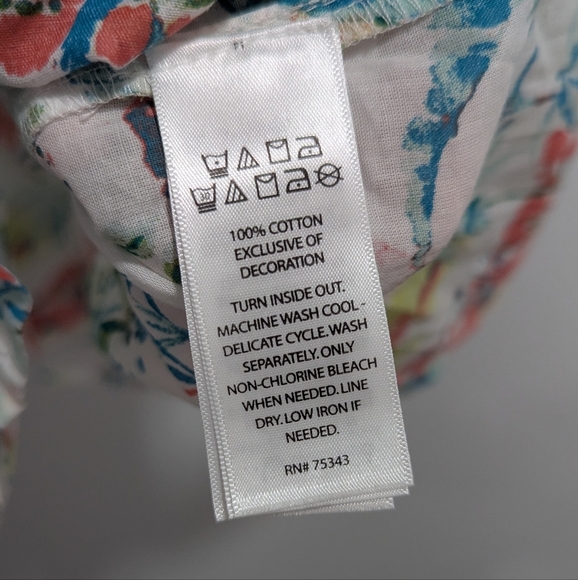 30
100% COTTON
EXCLUSIVE OF
DECORATION
TURN INSIDE OUT.
MACHINE WASH COOL -
DELICATE CYCLE. WASH
SEPARATELY. ONLY
NON-CHLORINE BLEACH
WHEN NEEDED. LINE
DRY. LOW IRON IF
NEEDED.
RN# 75343